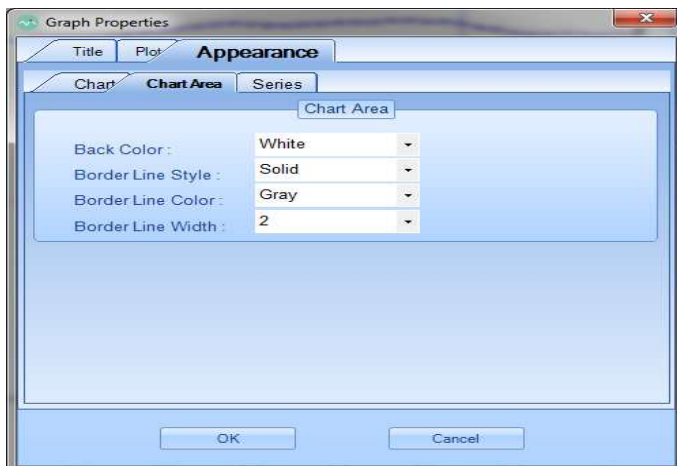 Graph Properties
Title Plot Appearance
Chart Chart Area Series
Chart Area
Back Color : White
Border Line Style : Solid
Border Line Color : Gray
Border Line Width : 2
OK Cancel